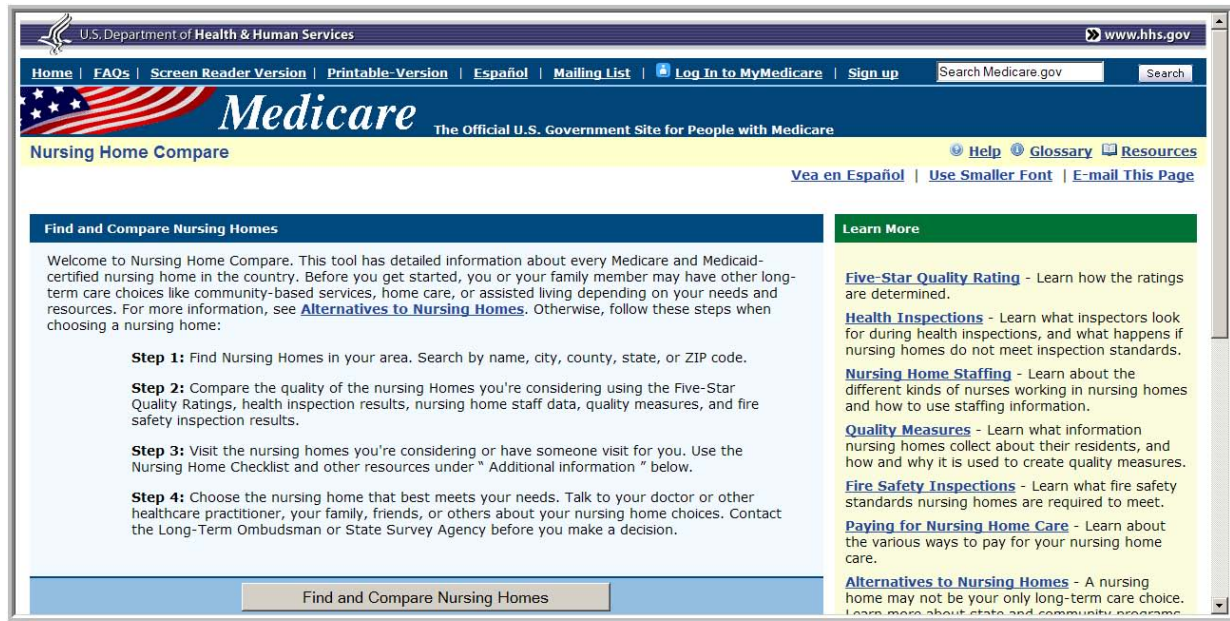 U.S. Department of Health & Human Services
www.hhs.gov
Home | FAQs | Screen Reader Version | Printable-Version | Español | Mailing List | Log In to MyMedicare | Sign up
Search Medicare.gov
Search
Medicare
The Official U.S. Government Site for People with Medicare
Nursing Home Compare
Help Glossary Resources
Vea en Español | Use Smaller Font | E-mail This Page
Find and Compare Nursing Homes
Welcome to Nursing Home Compare. This tool has detailed information about every Medicare and Medicaid-
certified nursing home in the country. Before you get started, you or your family member may have other long-
term care choices like community-based services, home care, or assisted living depending on your needs and
resources. For more information, see Alternatives to Nursing Homes. Otherwise, follow these steps when
choosing a nursing home:
Step 1: Find Nursing Homes in your area. Search by name, city, county, state, or ZIP code.
Step 2: Compare the quality of the nursing Homes you're considering using the Five-Star
Quality Ratings, health inspection results, nursing home staff data, quality measures, and fire
safety inspection results.
Step 3: Visit the nursing homes you're considering or have someone visit for you. Use the
Nursing Home Checklist and other resources under " Additional information " below.
Step 4: Choose the nursing home that best meets your needs. Talk to your doctor or other
healthcare practitioner, your family, friends, or others about your nursing home choices. Contact
the Long-Term Ombudsman or State Survey Agency before you make a decision.
Find and Compare Nursing Homes
Learn More
Five-Star Quality Rating - Learn how the ratings
are determined.
Health Inspections - Learn what inspectors look
for during health inspections, and what happens if
nursing homes do not meet inspection standards.
Nursing Home Staffing - Learn about the
different kinds of nurses working in nursing homes
and how to use staffing information.
Quality Measures - Learn what information
nursing homes collect about their residents, and
how and why it is used to create quality measures.
Fire Safety Inspections - Learn what fire safety
standards nursing homes are required to meet.
Paying for Nursing Home Care - Learn about
the various ways to pay for your nursing home
care.
Alternatives to Nursing Homes - A nursing
home may not be your only long-term care choice.
Learn more about state and community programs